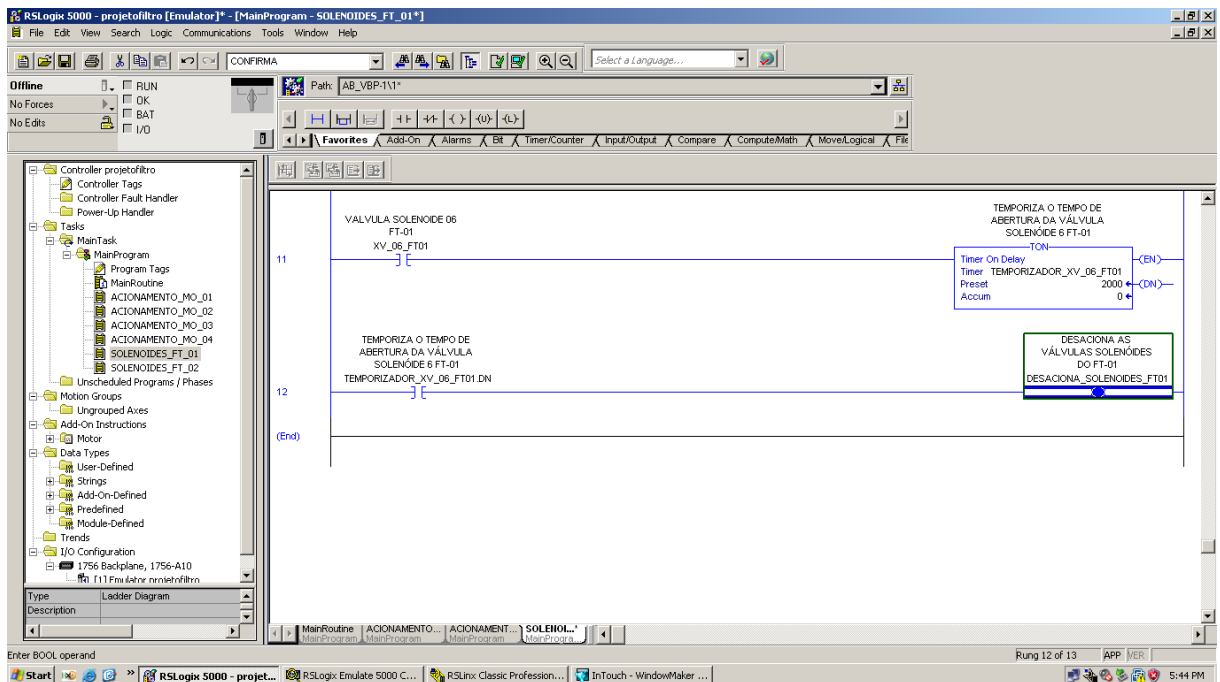 RSLogix 5000 - projetofiltro [Emulator]* - [MainProgram - SOLENOIDES_FT_01*]
File Edit View Search Logic Communications Tools Window Help
CONFIRMA
Select a Language...
Offline
RUN
No Forces
OK
No Edits
BAT
I/O
Path: AB_VBP-1\1*
Favorites Add-On Alarms Bit Timer/Counter Input/Output Compare Compute/Math Move/Logical File
Controller projetofiltro
Controller Tags
Controller Fault Handler
Power-Up Handler
Tasks
MainTask
MainProgram
Program Tags
MainRoutine
ACIONAMENTO_MO_01
ACIONAMENTO_MO_02
ACIONAMENTO_MO_03
ACIONAMENTO_MO_04
SOLENOIDES_FT_01
SOLENOIDES_FT_02
Unscheduled Programs / Phases
Motion Groups
Ungrouped Axes
Add-On Instructions
Motor
Data Types
User-Defined
Strings
Add-On-Defined
Predefined
Module-Defined
Trends
I/O Configuration
1756 Backplane, 1756-A10
[1] Emulator projetofiltro
Type Ladder Diagram
Description
11
VALVULA SOLENOIDE 06
FT-01
XV_06_FT01
TEMPORIZA O TEMPO DE
ABERTURA DA VÁLVULA
SOLENÓIDE 6 FT-01
TON
Timer On Delay
Timer TEMPORIZADOR_XV_06_FT01
Preset 2000
Accum 0
(EN)
(DN)
12
TEMPORIZA O TEMPO DE
ABERTURA DA VÁLVULA
SOLENÓIDE 6 FT-01
TEMPORIZADOR_XV_06_FT01.DN
DESACIONA AS
VÁLVULAS SOLENÓIDES
DO FT-01
DESACIONA_SOLENOIDES_FT01
(End)
MainRoutine ACIONAMENTO... ACIONAMENT... SOLENOI...*
MainProgram MainProgram MainProgram MainProgra...
Enter BOOL operand
Rung 12 of 13 APP VER
Start » RSLogix 5000 - projet... RSLogix Emulate 5000 C... RSLinx Classic Profession... InTouch - WindowMaker ... 5:44 PM